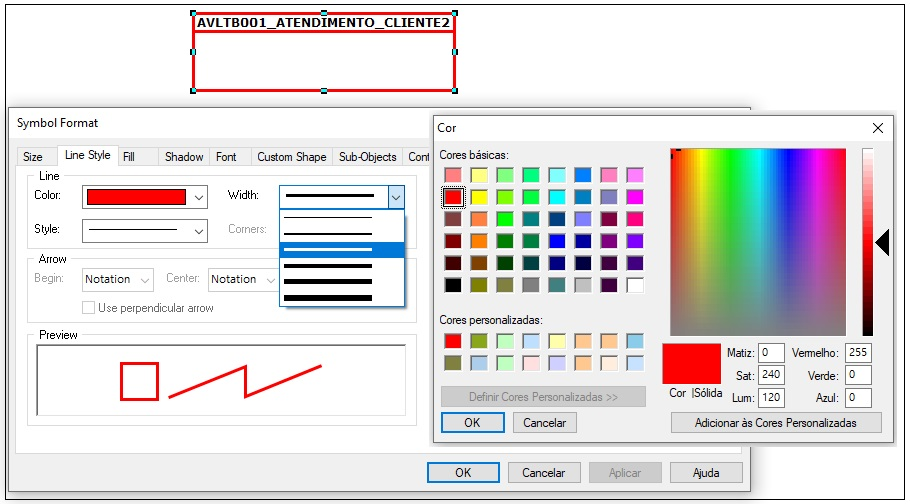 AVLTB001_ATENDIMENTO_CLIENTE2
Symbol Format
Size Line Style Fill Shadow Font Custom Shape Sub-Objects Cont
Line
Color: Width:
Style: Corners:
Arrow
Begin: Notation Center: Notation
Use perpendicular arrow
Preview
OK Cancelar Aplicar Ajuda
Cor
Cores básicas:
Cores personalizadas:
Definir Cores Personalizadas >>
OK Cancelar
Cor |Sólida
Matiz: 0 Vermelho: 255
Sat: 240 Verde: 0
Lum: 120 Azul: 0
Adicionar às Cores Personalizadas